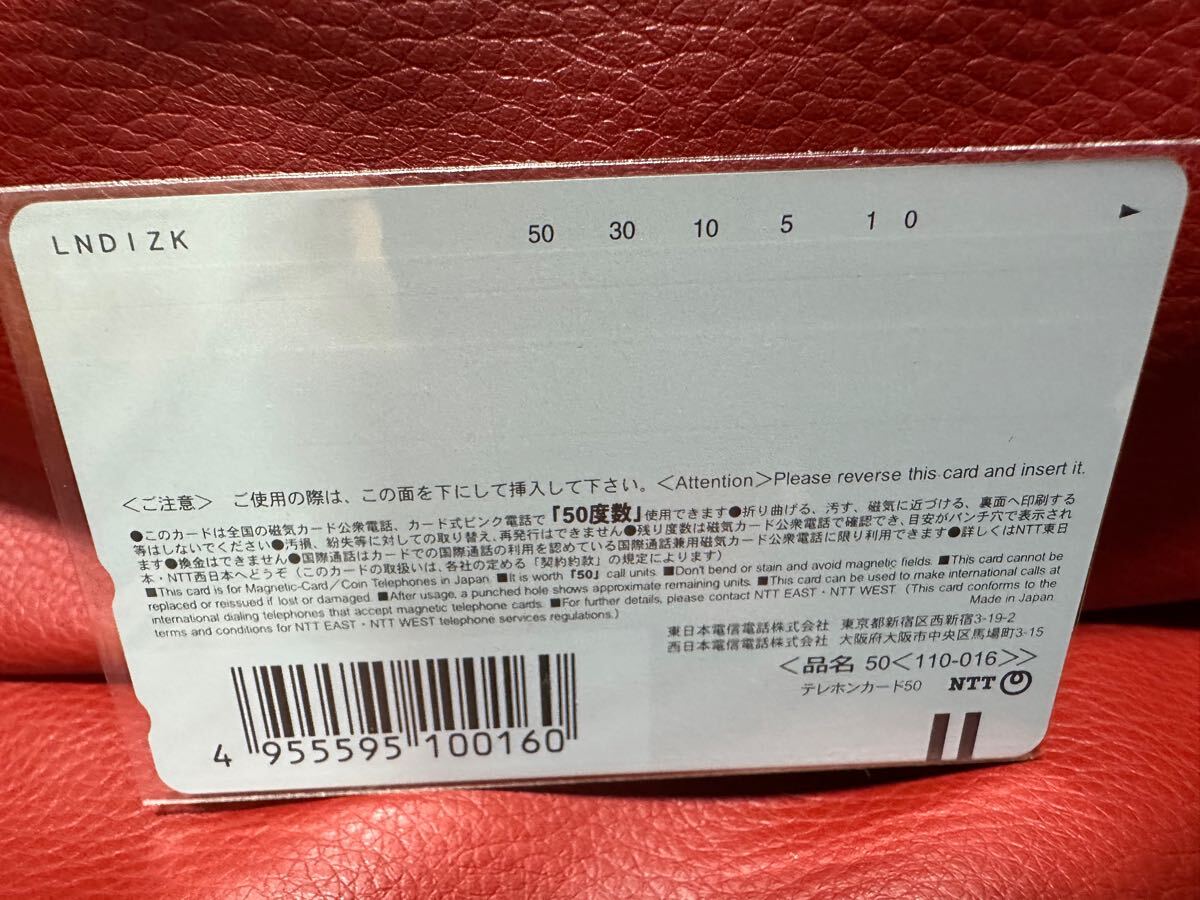 LNDIZK 50 30 10 5 1 0
<ご注意> ご使用の際は、この面を下にして挿入して下さい。<Attention>Please reverse this card and insert it.
●このカードは全国の磁気カード公衆電話、カード式ピンク電話で「50度数」使用できます●折り曲げる、汚す、磁気に近づける、裏面へ印刷する
等はしないでください●汚損、紛失等に対しての取り替え、再発行はできません●残り度数は磁気カード公衆電話で確認でき、目安がパンチ穴で表示され
ます●換金はできません●国際通話はカードでの国際通話の利用を認めている国際通話兼用磁気カード公衆電話に限り利用できます●詳しくはNTT東日
本・NTT西日本へどうぞ(このカードの取扱いは、各社の定める「契約約款」の規定によります)
■This card is for Magnetic-Card/Coin Telephones in Japan. ■It is worth「50」call units. ■Don't bend or stain and avoid magnetic fields. ■This card cannot be
replaced or reissued if lost or damaged. ■After usage, a punched hole shows approximate remaining units. ■This card can be used to make international calls at
international dialing telephones that accept magnetic telephone cards. ■For further details, please contact NTT EAST・NTT WEST (This card conforms to the
terms and conditions for NTT EAST・NTT WEST telephone services regulations.) Made in Japan
東日本電信電話株式会社 東京都新宿区西新宿3-19-2
西日本電信電話株式会社 大阪府大阪市中央区馬場町3-15
<品名 50<110-016>>
テレホンカード50 NTT
4 955595 100160